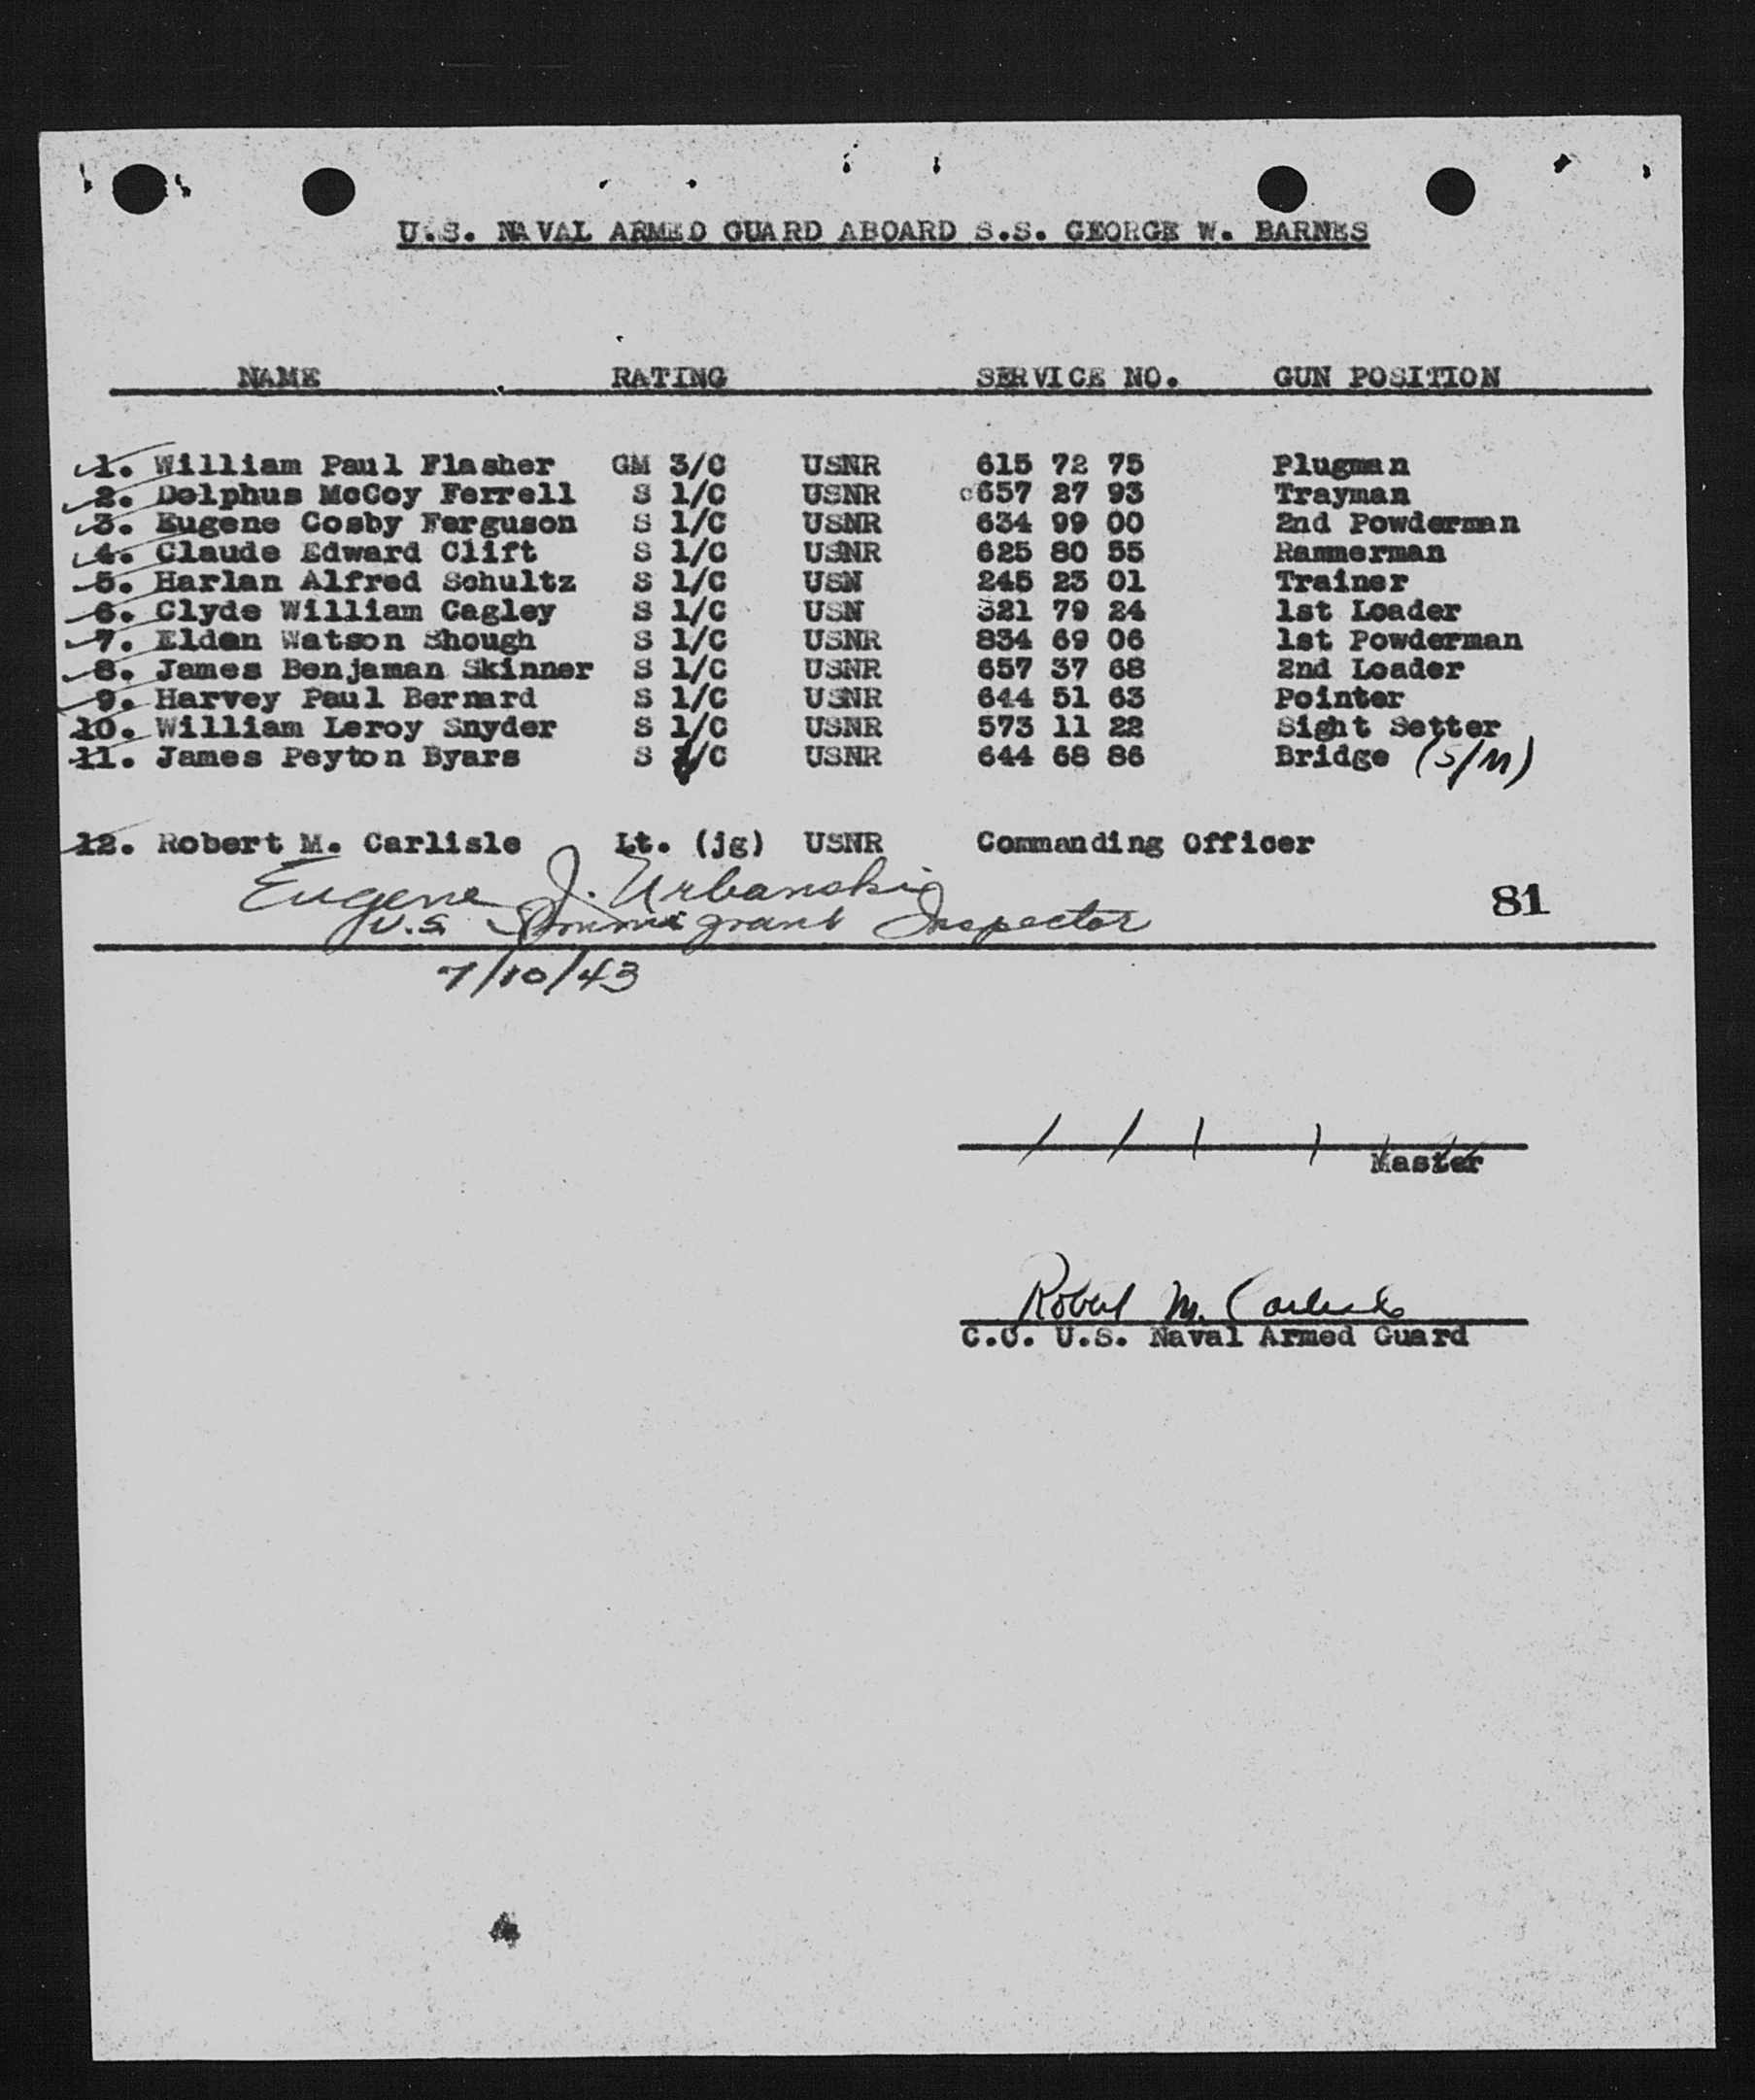 U.S. NAVAL ARMED GUARD ABOARD S.S. GEORGE W. BARNES
NAME RATING SERVICE NO. GUN POSITION
1. William Paul Flasher GM 3/C USNR 615 72 75 Plugman
2. Dolphus McCoy Ferrell S 1/C USNR 657 27 93 Trayman
3. Eugene Cosby Ferguson S 1/C USNR 634 99 00 2nd Powderman
4. Claude Edward Clift S 1/C USNR 625 80 55 Rammerman
5. Harlan Alfred Schultz S 1/C USN 245 23 01 Trainer
6. Clyde William Cagley S 1/C USN 321 79 24 1st Loader
7. Elden Watson Shough S 1/C USNR 834 69 06 1st Powderman
8. James Benjaman Skinner S 1/C USNR 657 37 68 2nd Loader
9. Harvey Paul Bernard S 1/C USNR 644 51 63 Pointer
10. William Leroy Snyder S 1/C USNR 573 11 22 Sight Setter
11. James Peyton Byars S /C USNR 644 68 86 Bridge (S/M)
12. Robert M. Carlisle Lt. (jg) USNR Commanding Officer
Eugene J. Urbanski
U.S. Immigrant Inspector
81
7/10/43
Master
Robert M. Carlisle
C.O. U.S. Naval Armed Guard